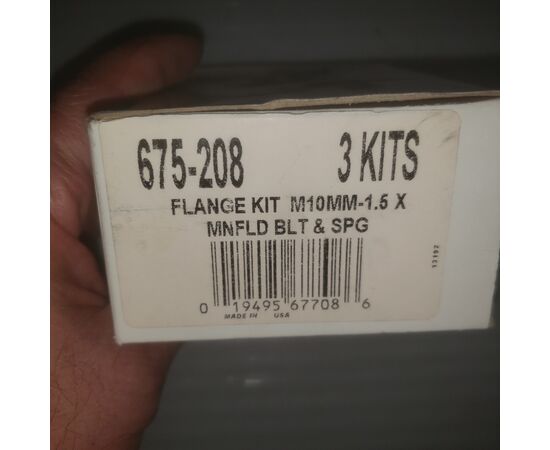 675-208 3 KITS
FLANGE KIT M10MM-1.5 X
MNFLD BLT & SPG
13192
0 19495 67708 6
MADE IN USA